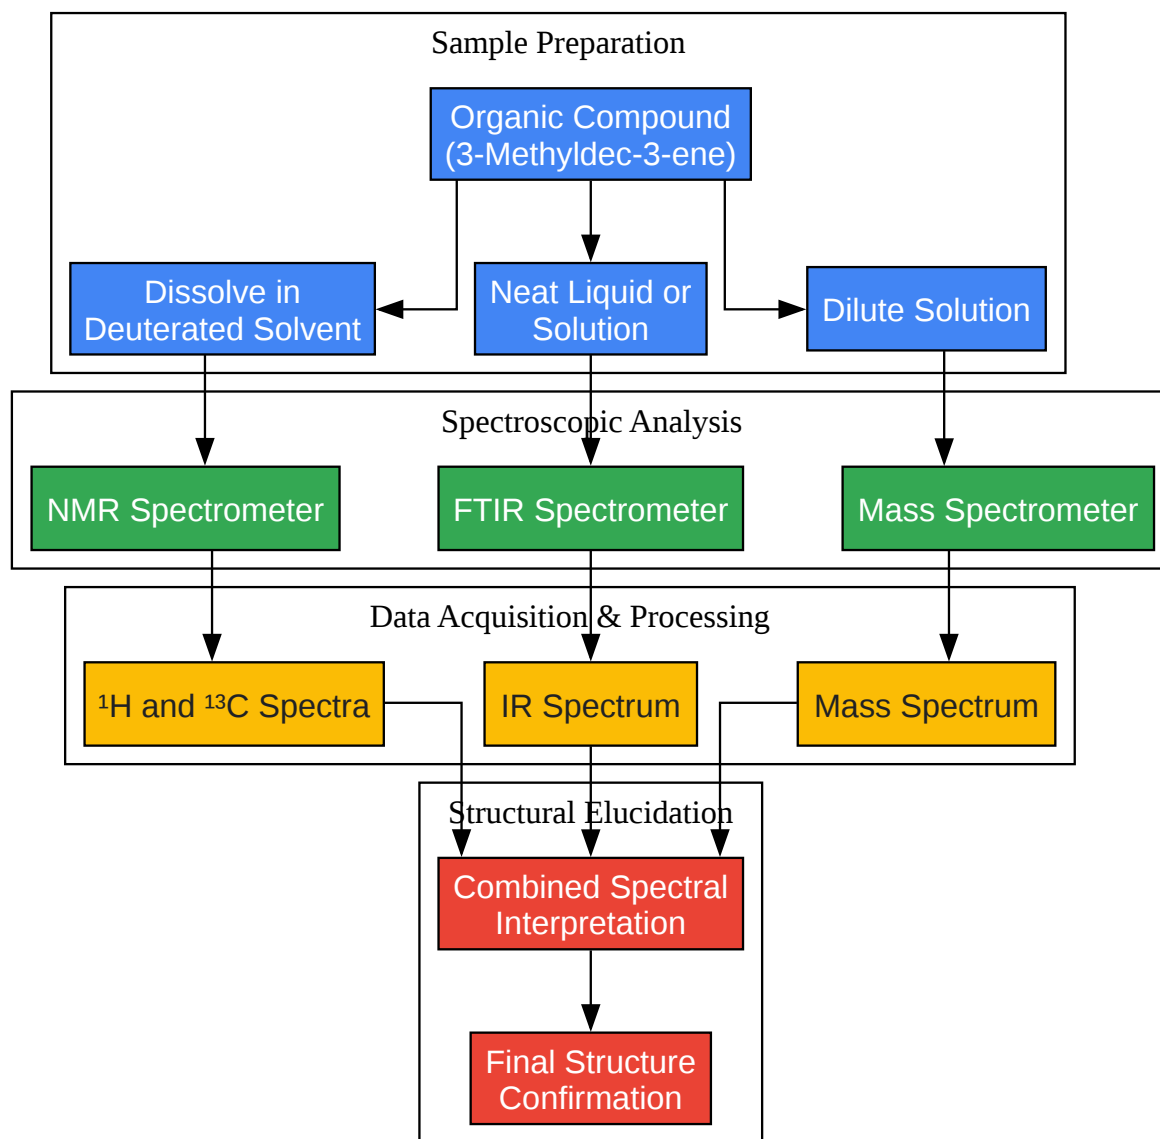 Sample Preparation
Organic Compound
(3-Methyldec-3-ene)
Dissolve in
Deuterated Solvent
Neat Liquid or
Solution
Dilute Solution
Spectroscopic Analysis
NMR Spectrometer
FTIR Spectrometer
Mass Spectrometer
Data Acquisition & Processing
¹H and ¹³C Spectra
IR Spectrum
Mass Spectrum
Structural Elucidation
Combined Spectral
Interpretation
Final Structure
Confirmation